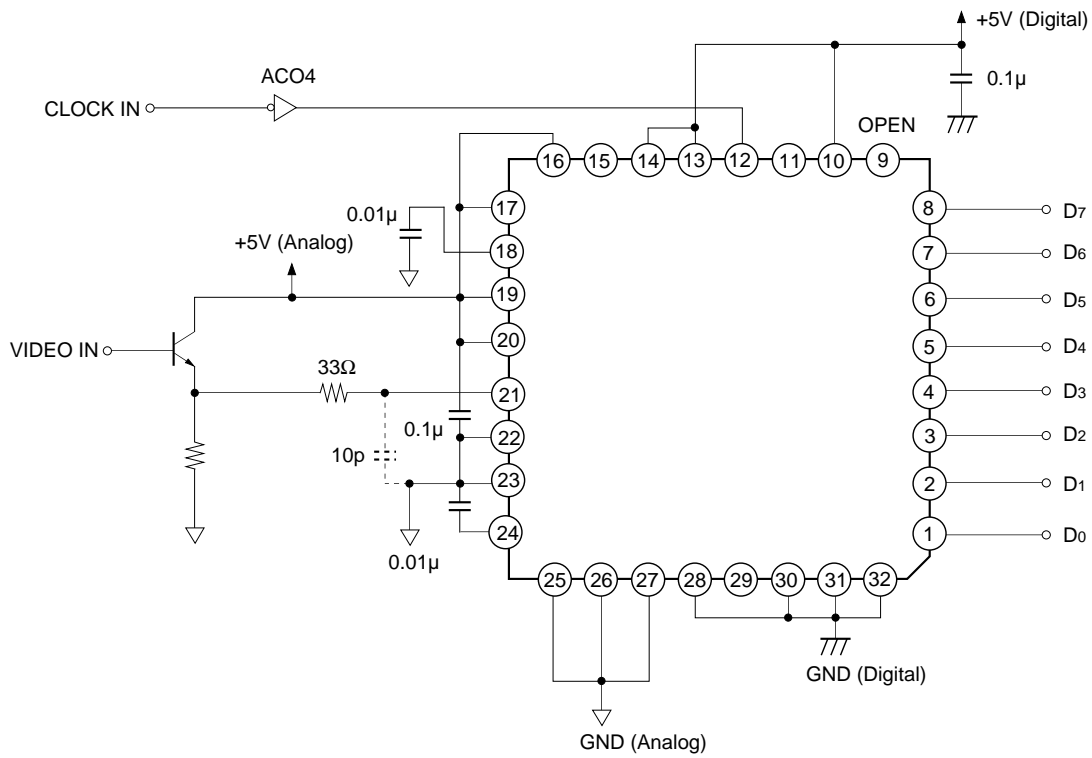 +5V (Digital)
ACO4
0.1µ
CLOCK IN
OPEN
16 15 14 13 12 11 10 9
17
8
D7
0.01µ
18
7
D6
+5V (Analog)
19
6
D5
20
5
D4
VIDEO IN
33Ω
21
4
D3
0.1µ
22
3
D2
10p
23
2
D1
24
1
D0
0.01µ
25 26 27 28 29 30 31 32
GND (Digital)
GND (Analog)